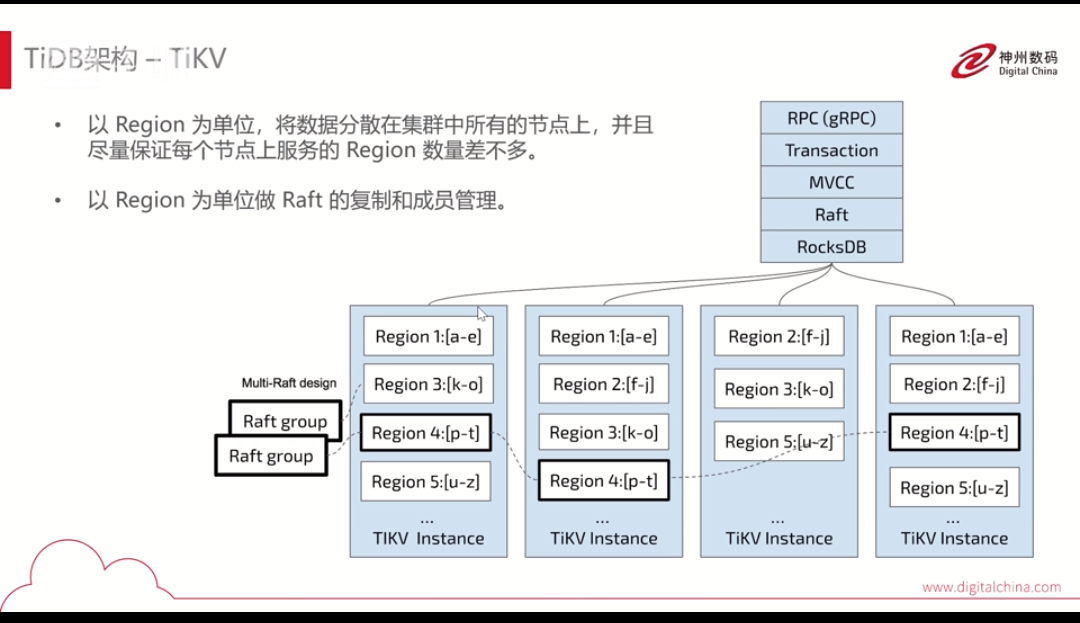 TiDB架构 – TiKV
神州数码
Digital China
• 以 Region 为单位，将数据分散在集群中所有的节点上，并且
尽量保证每个节点上服务的 Region 数量差不多。
• 以 Region 为单位做 Raft 的复制和成员管理。
RPC (gRPC)
Transaction
MVCC
Raft
RocksDB
Multi-Raft design
Raft group
Raft group
Region 1:[a-e]
Region 3:[k-o]
Region 4:[p-t]
Region 5:[u-z]
...
TIKV Instance
Region 1:[a-e]
Region 2:[f-j]
Region 3:[k-o]
Region 4:[p-t]
...
TiKV Instance
Region 2:[f-j]
Region 3:[k-o]
Region 5:[u-z]
...
TiKV Instance
Region 1:[a-e]
Region 2:[f-j]
Region 4:[p-t]
Region 5:[u-z]
...
TiKV Instance
www.digitalchina.com